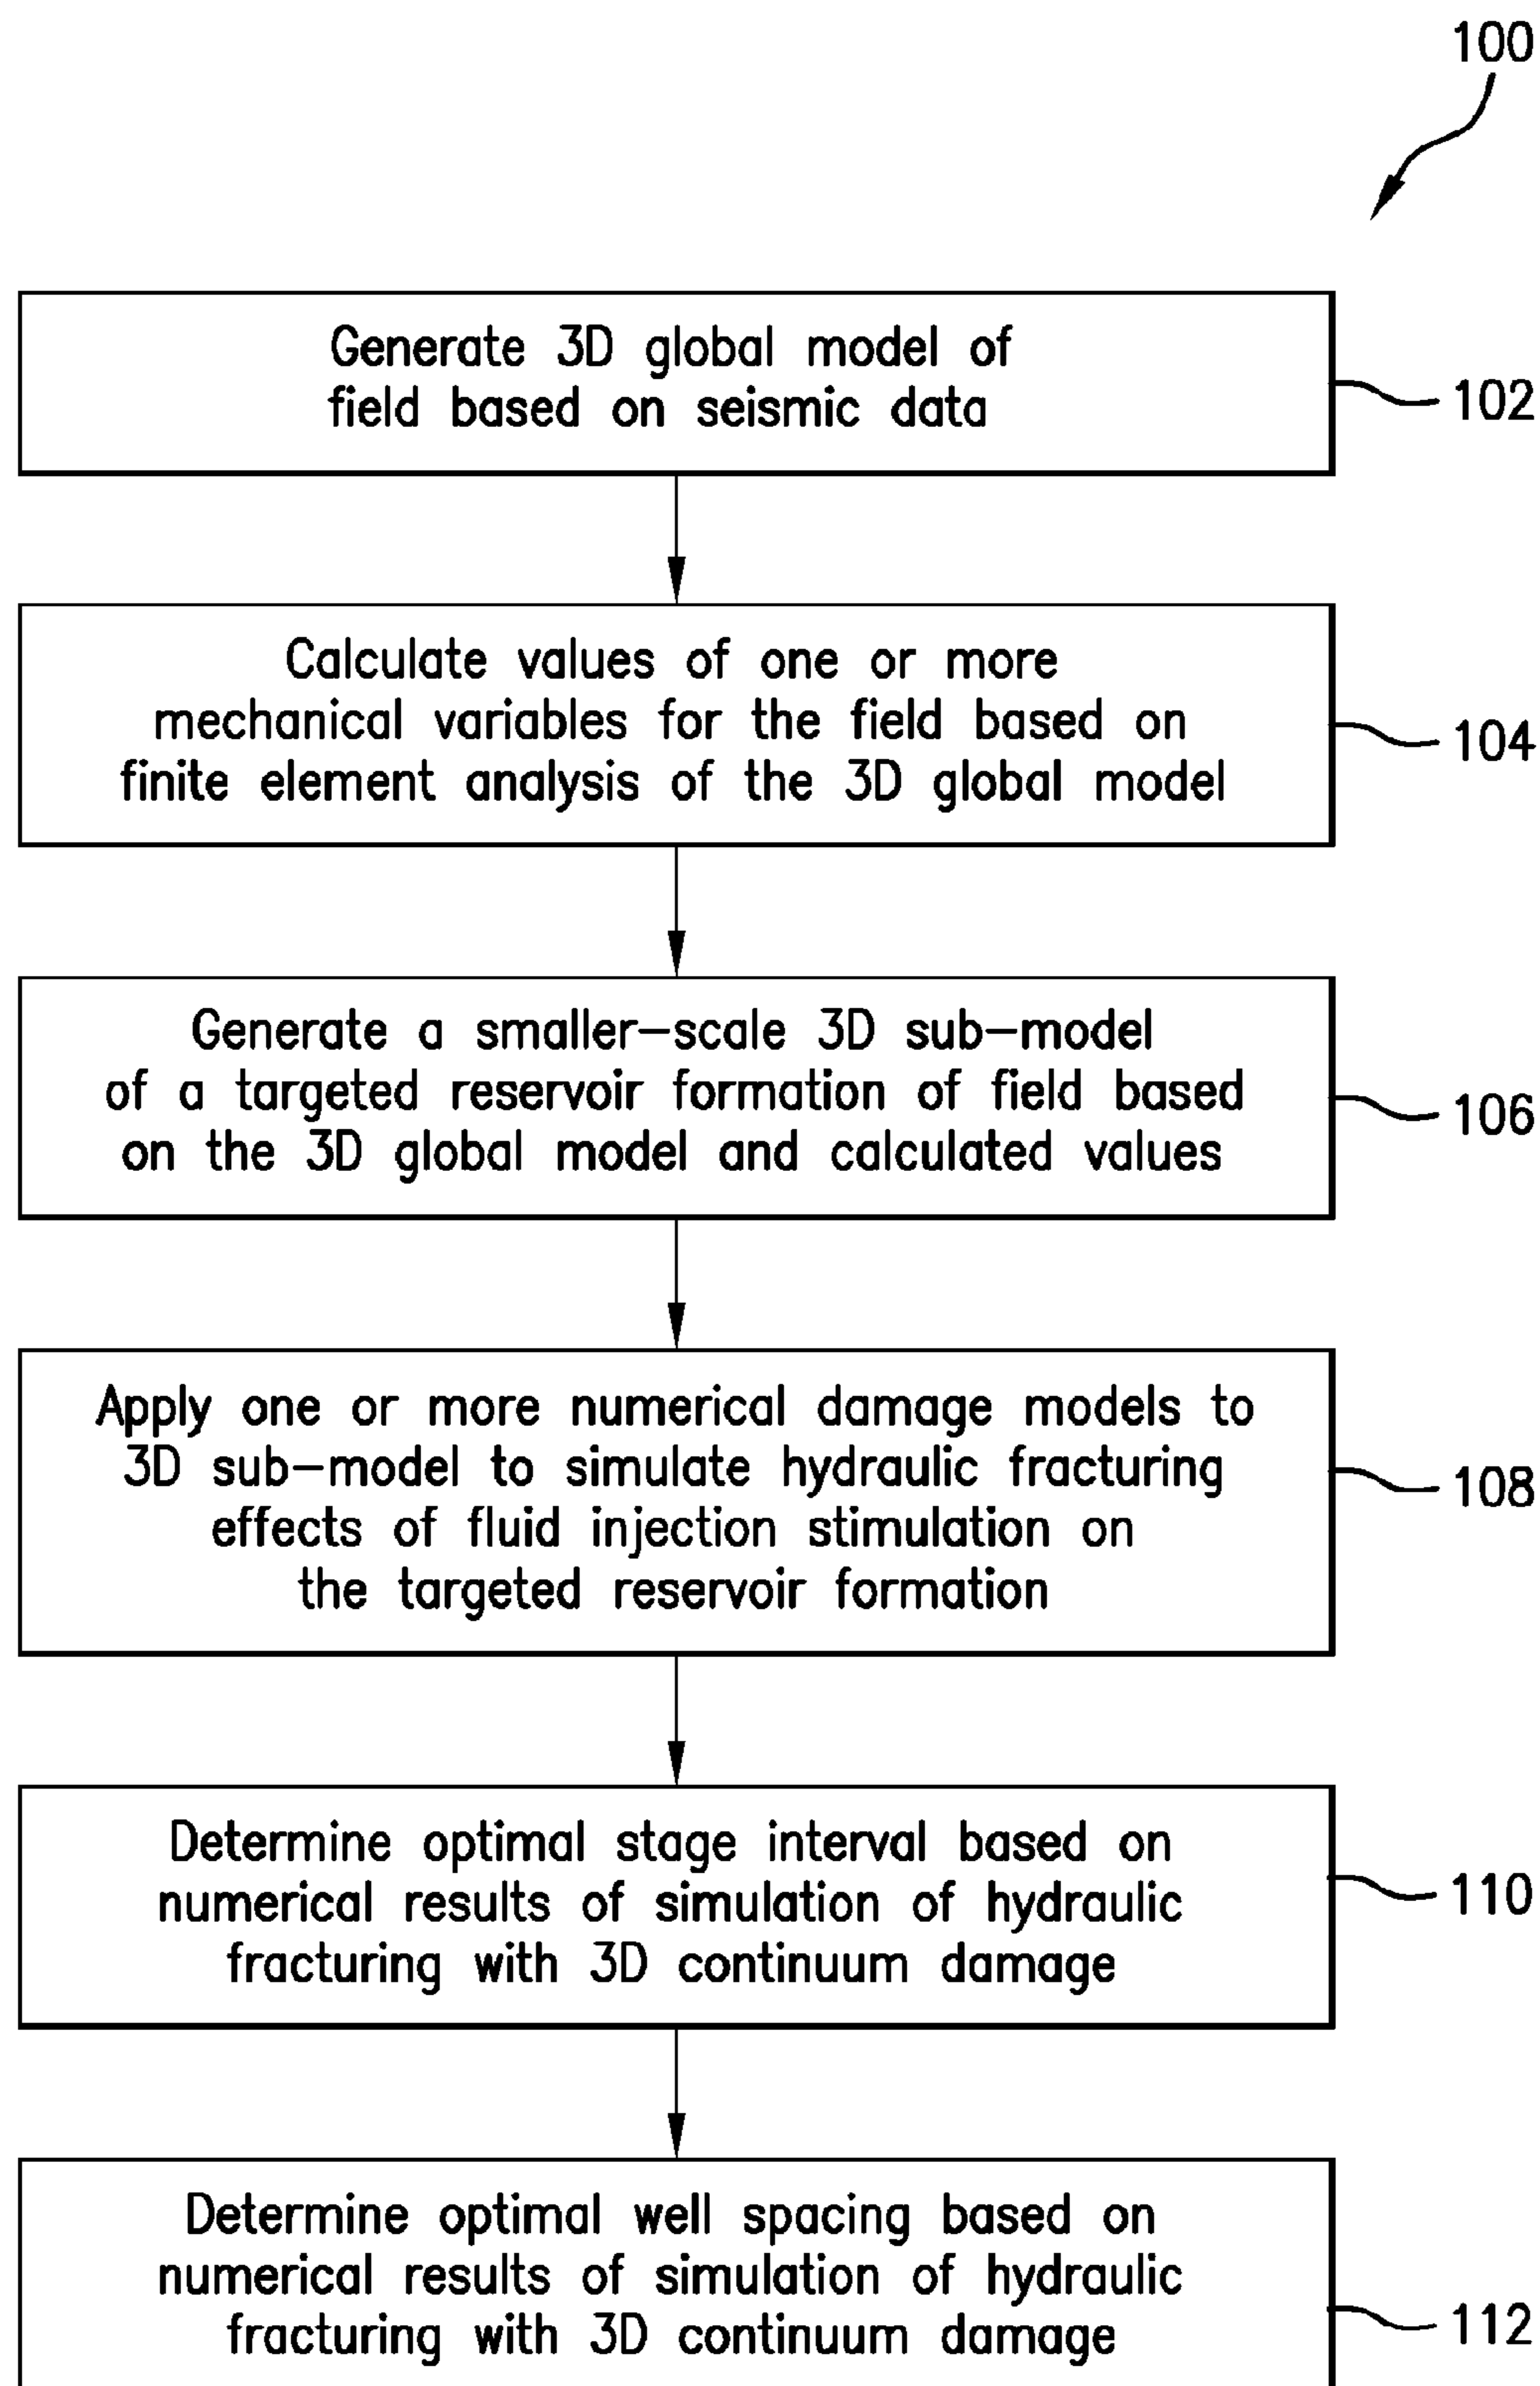 100
Generate 3D global model of
field based on seismic data
102
Calculate values of one or more
mechanical variables for the field based on
finite element analysis of the 3D global model
104
Generate a smaller-scale 3D sub-model
of a targeted reservoir formation of field based
on the 3D global model and calculated values
106
Apply one or more numerical damage models to
3D sub-model to simulate hydraulic fracturing
effects of fluid injection stimulation on
the targeted reservoir formation
108
Determine optimal stage interval based on
numerical results of simulation of hydraulic
fracturing with 3D continuum damage
110
Determine optimal well spacing based on
numerical results of simulation of hydraulic
fracturing with 3D continuum damage
112